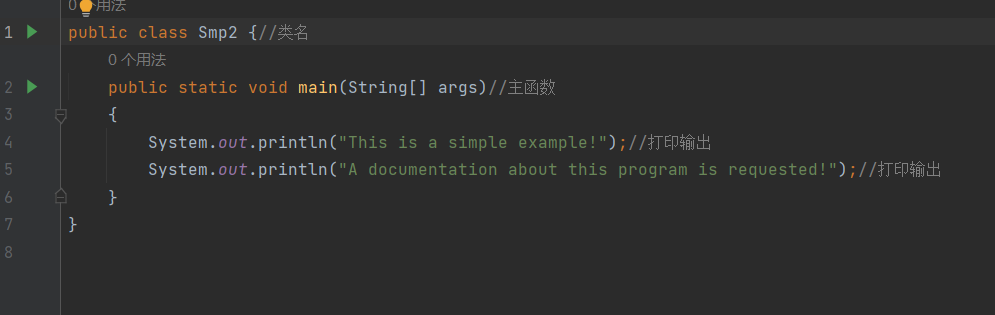 0个用法
1 public class Smp2 {//类名
0 个用法
2 public static void main(String[] args)//主函数
3 {
4 System.out.println("This is a simple example!");//打印输出
5 System.out.println("A documentation about this program is requested!");//打印输出
6 }
7 }
8